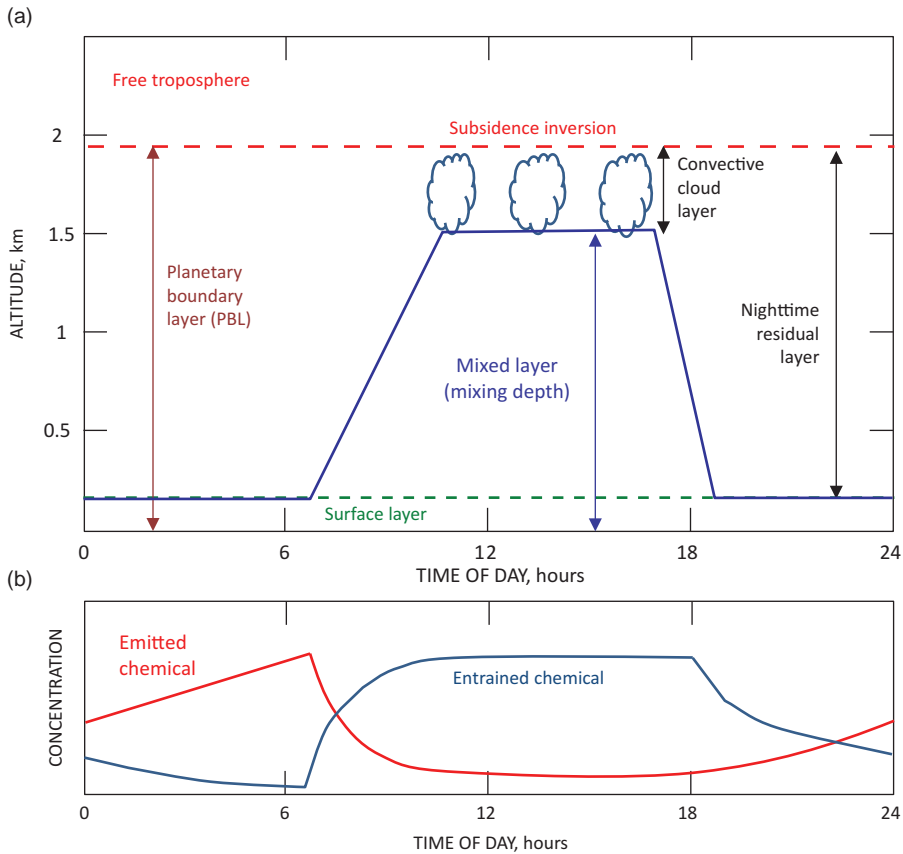 (a)
Free troposphere
2
Subsidence inversion
Convective
cloud
layer
1.5
Planetary
boundary
layer (PBL)
ALTITUDE, km
1
Nighttime
residual
layer
Mixed layer
(mixing depth)
0.5
Surface layer
0
6
12
18
24
TIME OF DAY, hours
(b)
CONCENTRATION
Emitted
chemical
Entrained chemical
0
6
12
18
24
TIME OF DAY, hours